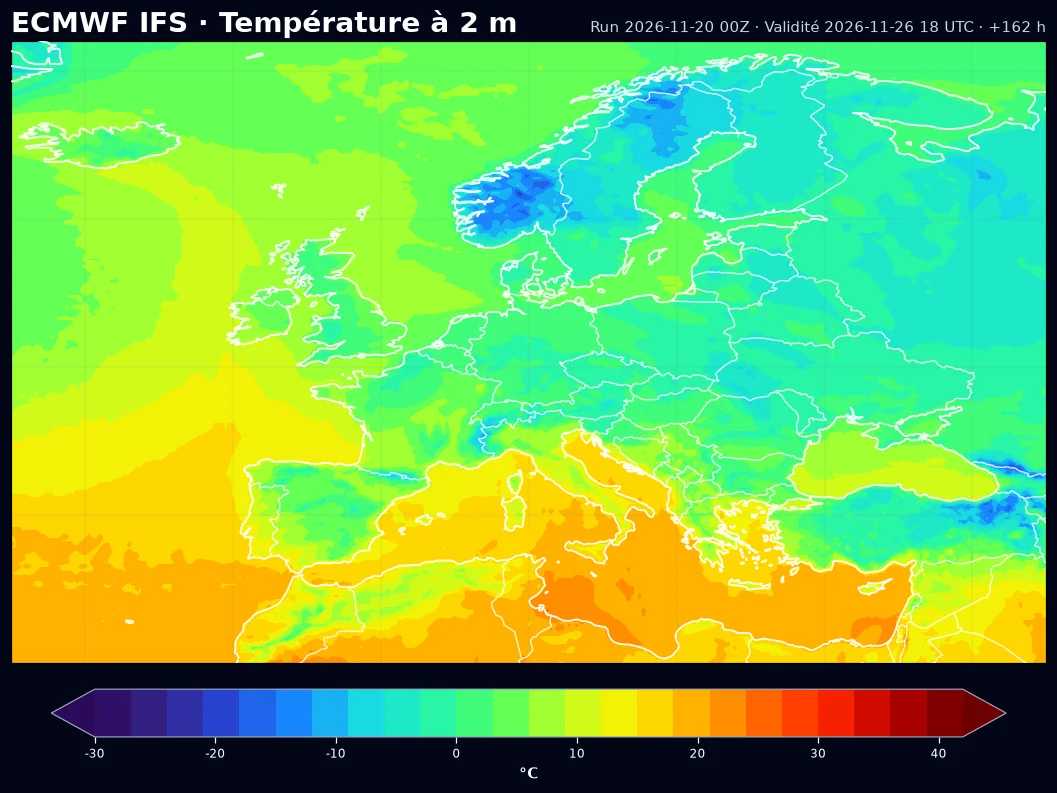 ECMWF IFS · Température à 2 m
Run 2026-11-20 00Z · Validité 2026-11-26 18 UTC · +162 h
-30 -20 -10 0 10 20 30 40
°C